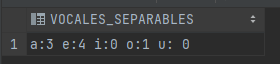 VOCALES_SEPARABLES
1 a:3 e:4 i:0 o:1 u: 0